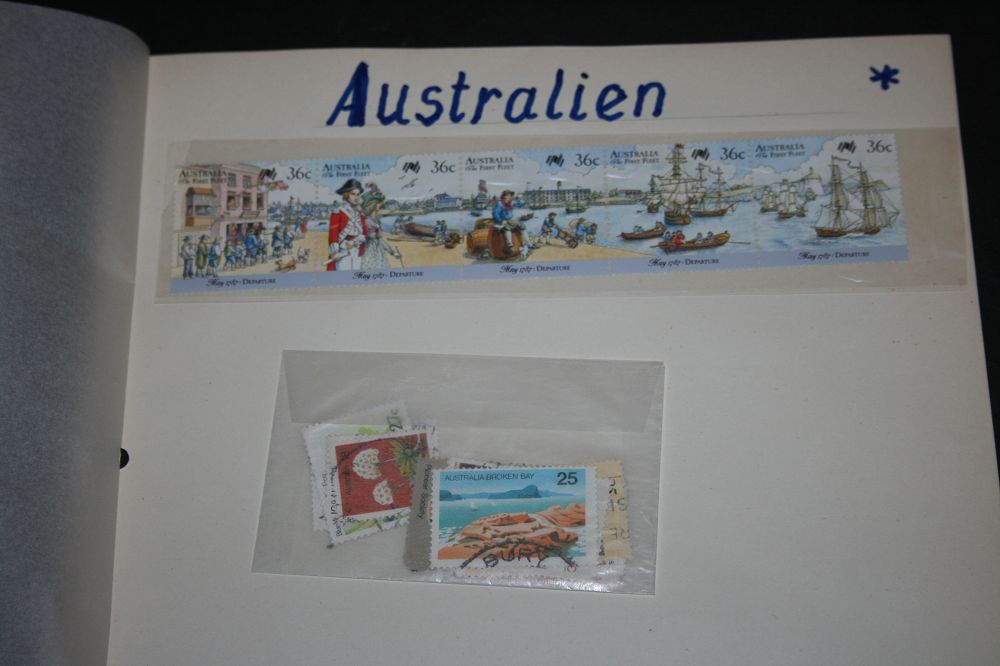 Australien *
AUSTRALIA 36c
The FIRST FLEET
AUSTRALIA 36c
The FIRST FLEET
AUSTRALIA 36c
The FIRST FLEET
AUSTRALIA 36c
The FIRST FLEET
AUSTRALIA 36c
The FIRST FLEET
May 1787 · DEPARTURE
May 1787 · DEPARTURE
May 1787 · DEPARTURE
May 1787 · DEPARTURE
May 1787 · DEPARTURE
27c
AUSTRALIA BROKEN BAY 25
BURE